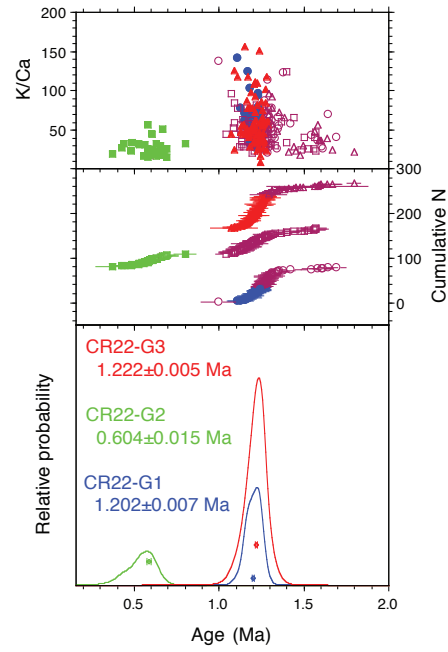 200
150
100
50
K/Ca
300
200
100
0
Cumulative N
CR22-G3
1.222±0.005 Ma
CR22-G2
0.604±0.015 Ma
CR22-G1
1.202±0.007 Ma
Relative probability
0.5 1.0 1.5 2.0
Age (Ma)